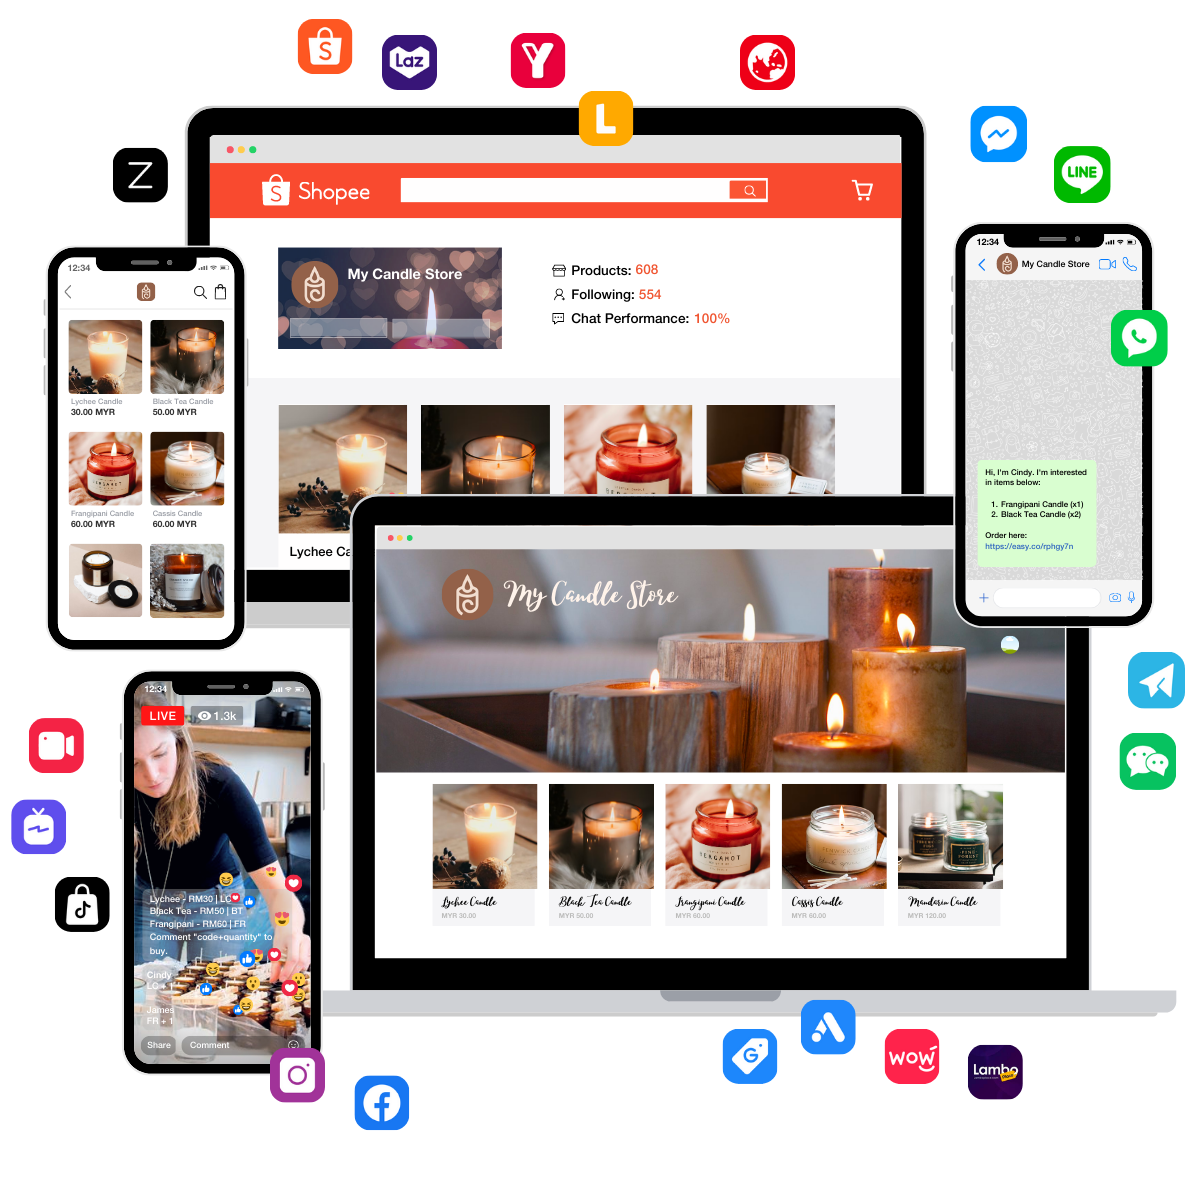 S
Laz
Y
L
Z
LINE
S Shopee
My Candle Store
Products: 608
Following: 554
Chat Performance: 100%
Lychee Ca
12:34
Lychee Candle
30.00 MYR
Black Tea Candle
50.00 MYR
Frangipani Candle
60.00 MYR
Cassis Candle
60.00 MYR
12:34
My Candle Store
Hi, I'm Cindy. I'm interested
in items below:
1. Frangipani Candle (x1)
2. Black Tea Candle (x2)
Order here:
https://easy.co/rphgy7n
My Candle Store
BERGAMOT
PINE
FOREST
Lychee Candle
MYR 30.00
Black Tea Candle
MYR 50.00
Frangipani Candle
MYR 60.00
Cassis Candle
MYR 60.00
Mandarin Candle
MYR 120.00
12:34
LIVE
1.3k
Lychee - RM30 | LC
Black Tea - RM50 | BT
Frangipani - RM60 | FR
Comment "code+quantity" to
buy.
Cindy
LC + 1
James
FR + 1
Share
Comment
G
wow
Lambo